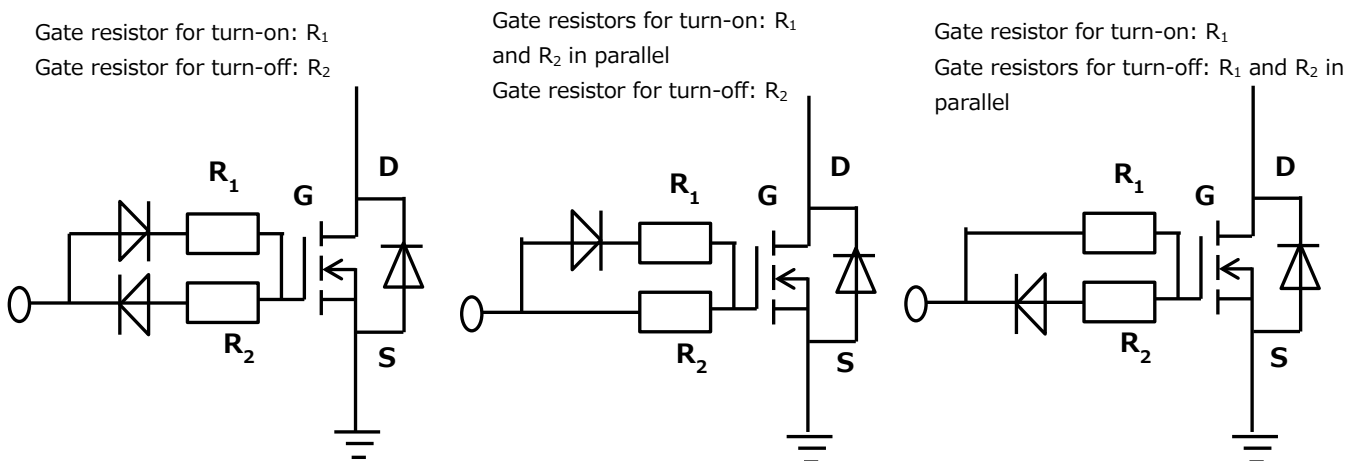 Gate resistor for turn-on: R₁
Gate resistor for turn-off: R₂
Gate resistors for turn-on: R₁
and R₂ in parallel
Gate resistor for turn-off: R₂
Gate resistor for turn-on: R₁
Gate resistors for turn-off: R₁ and R₂ in
parallel
R₁
G
D
R₂
S
R₁
G
D
R₂
S
R₁
G
D
R₂
S